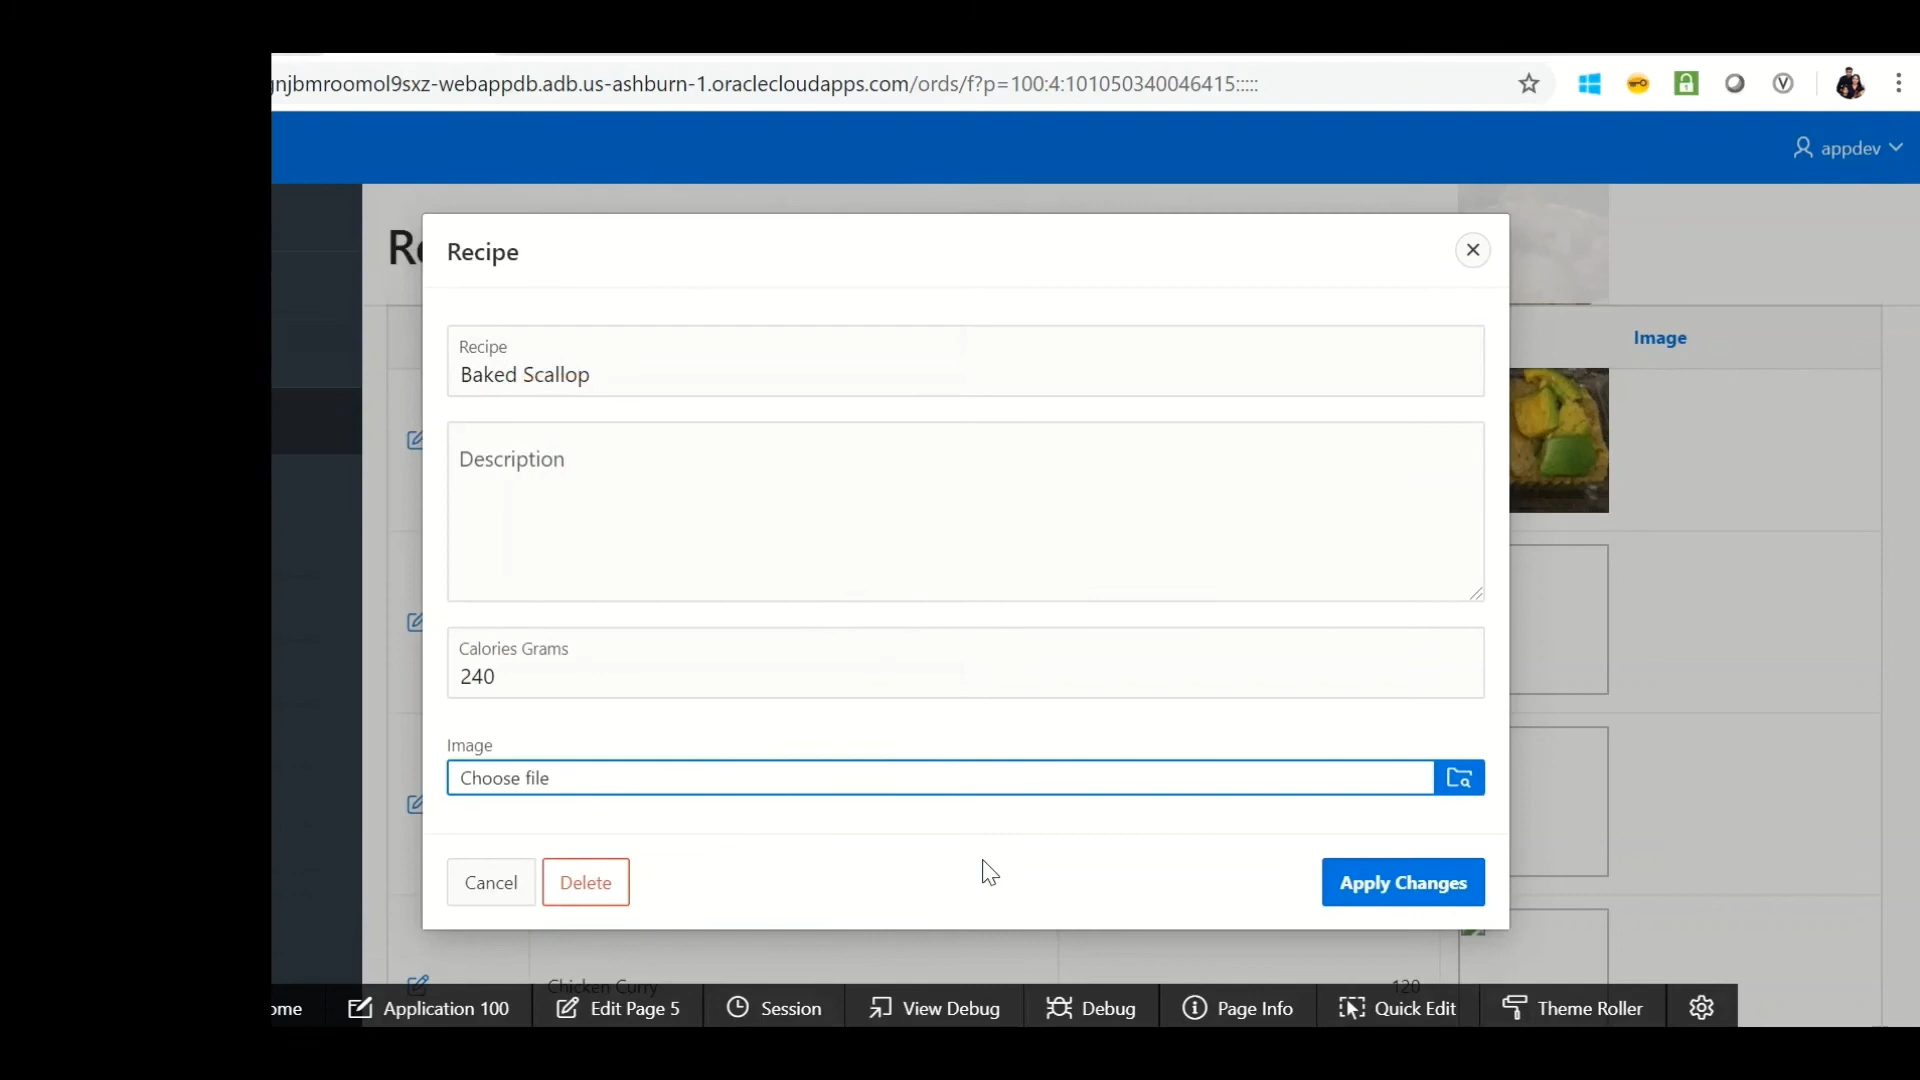 njbmroomol9sxz-webappdb.adb.us-ashburn-1.oraclecloudapps.com/ords/f?p=100:4:101050340046415:::::
appdev
Re
Recipe
Image
Recipe
Baked Scallop
Description
Calories Grams
240
Image
Choose file
Cancel
Delete
Apply Changes
Chicken Curry
120
ome
Application 100
Edit Page 5
Session
View Debug
Debug
Page Info
Quick Edit
Theme Roller